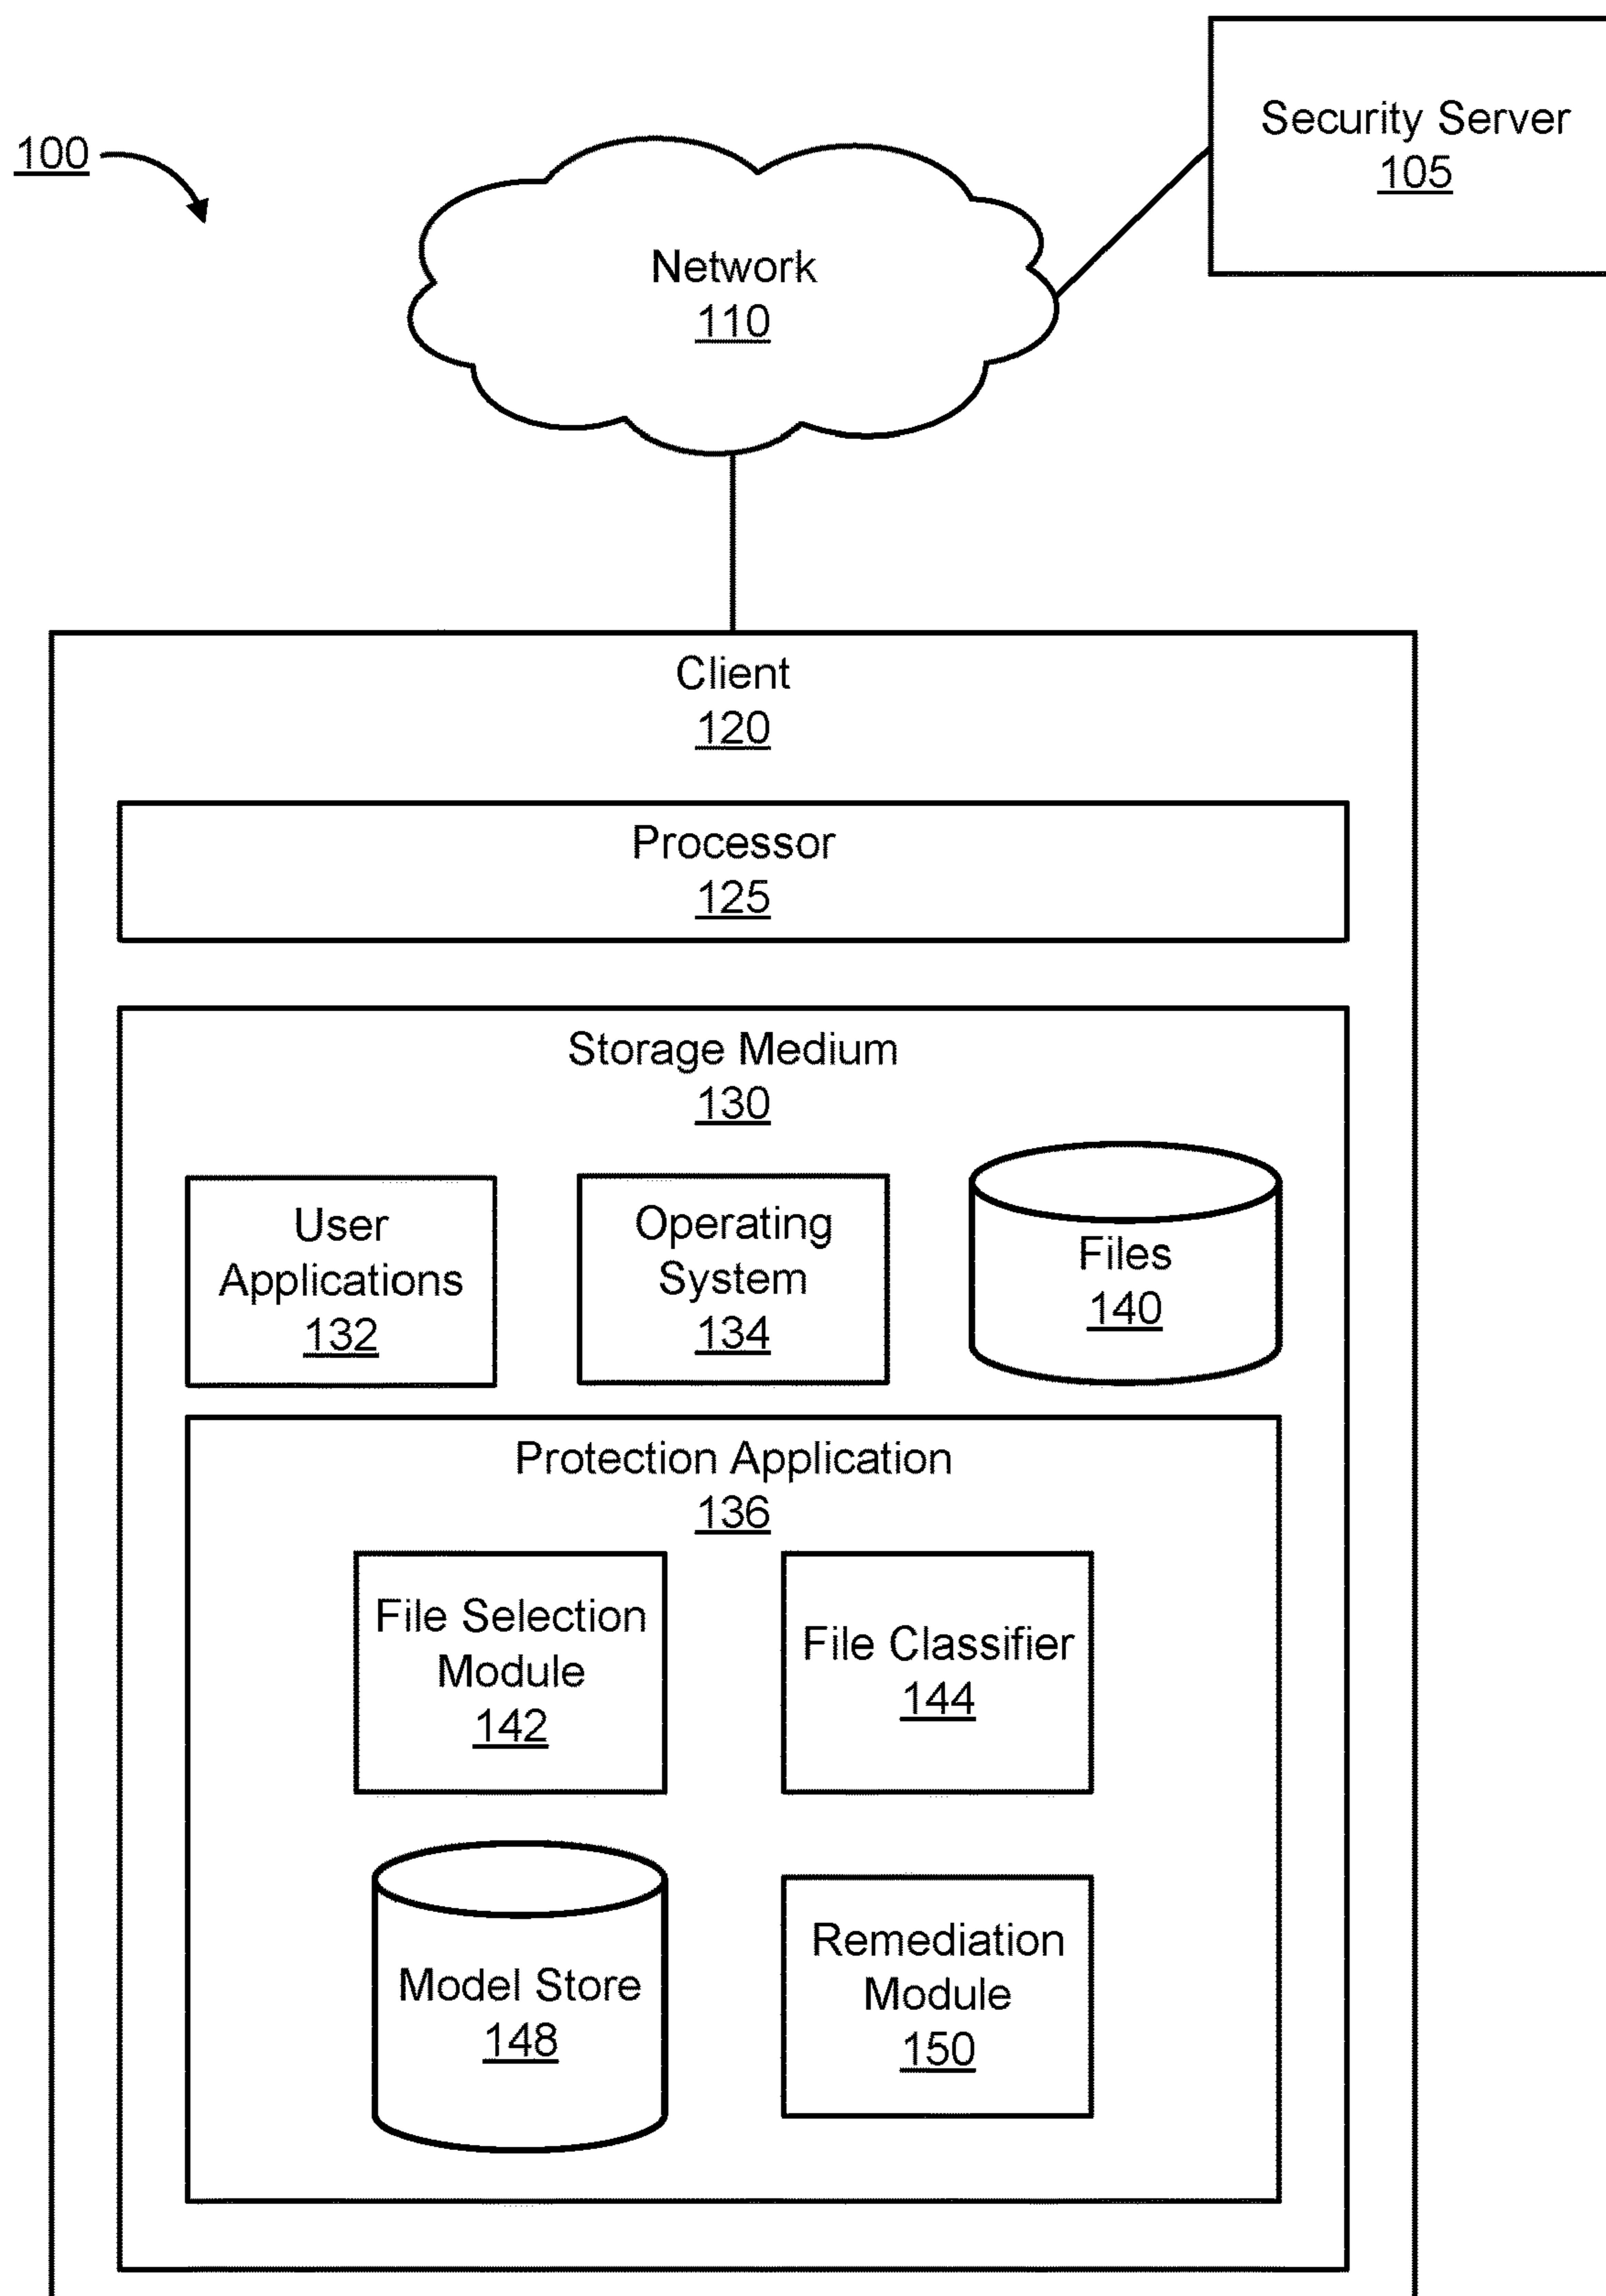 100
Security Server
105
Network
110
Client
120
Processor
125
Storage Medium
130
User
Applications
132
Operating
System
134
Files
140
Protection Application
136
File Selection
Module
142
File Classifier
144
Model Store
148
Remediation
Module
150